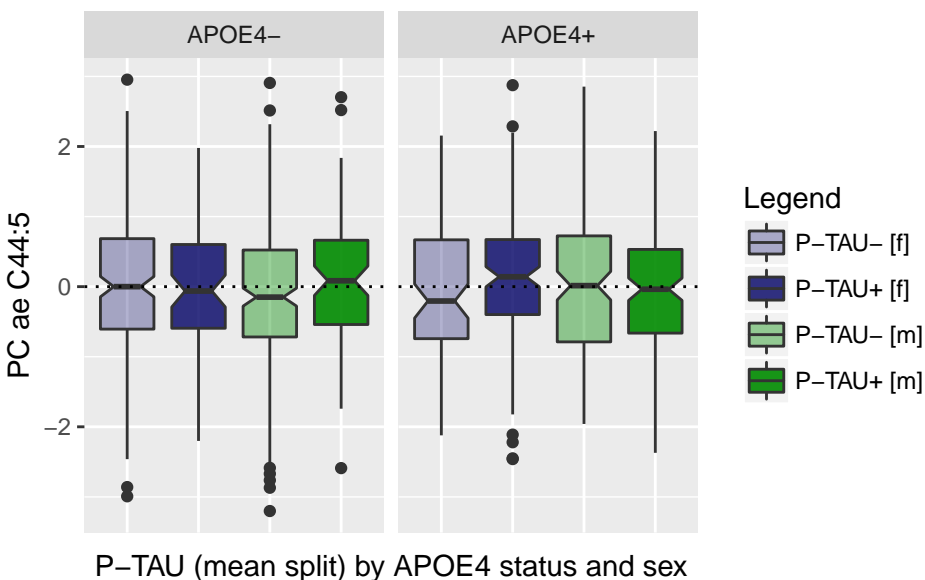 APOE4−
APOE4+
2
0
−2
PC ae C44:5
P−TAU (mean split) by APOE4 status and sex
Legend
P−TAU− [f]
P−TAU+ [f]
P−TAU− [m]
P−TAU+ [m]